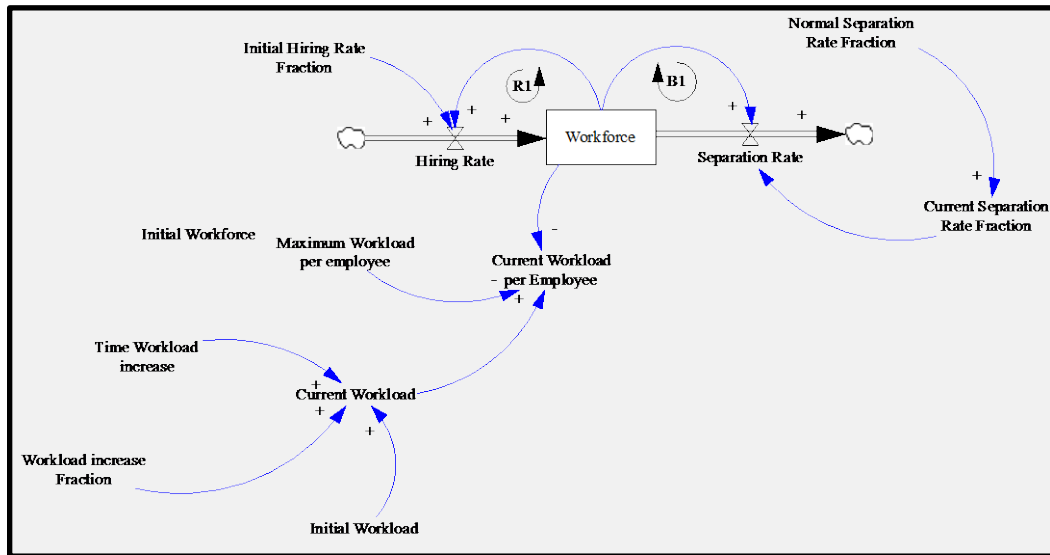 Initial Hiring Rate
Fraction
Normal Separation
Rate Fraction
R1
B1
+
+
+
+
Hiring Rate
Workforce
Separation Rate
+
Current Separation
Rate Fraction
Initial Workforce
-
Maximum Workload
per employee
Current Workload
per Employee
-
+
Time Workload
increase
+
Current Workload
+
+
Workload increase
Fraction
Initial Workload